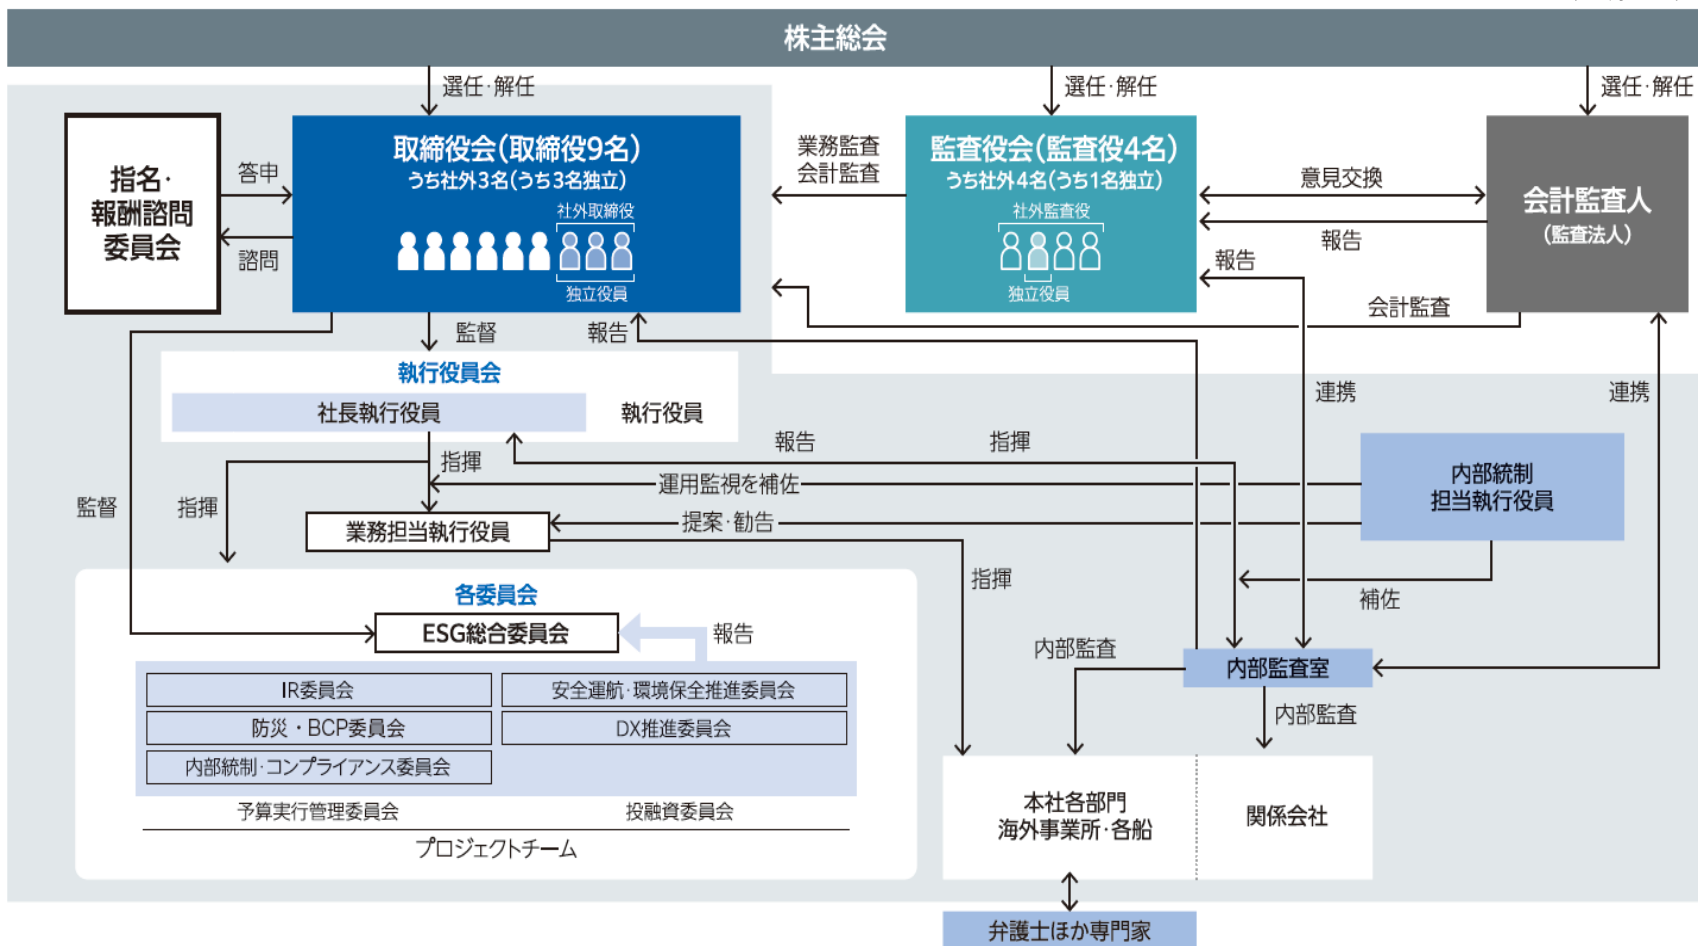 株主総会
選任・解任
選任・解任
選任・解任
指名・
報酬諮問
委員会
答申
諮問
取締役会(取締役9名)
うち社外3名(うち3名独立)
社外取締役
独立役員
業務監査
会計監査
監査役会(監査役4名)
うち社外4名(うち1名独立)
社外監査役
独立役員
意見交換
報告
報告
会計監査
会計監査人
(監査法人)
監督
報告
執行役員会
社長執行役員
執行役員
連携
連携
報告
指揮
指揮
運用監視を補佐
内部統制
担当執行役員
監督
指揮
提案・勧告
業務担当執行役員
指揮
補佐
各委員会
ESG総合委員会
報告
内部監査
内部監査室
IR委員会
安全運航・環境保全推進委員会
防災・BCP委員会
DX推進委員会
内部統制・コンプライアンス委員会
内部監査
予算実行管理委員会
投融資委員会
プロジェクトチーム
本社各部門
海外事業所・各船
関係会社
弁護士ほか専門家